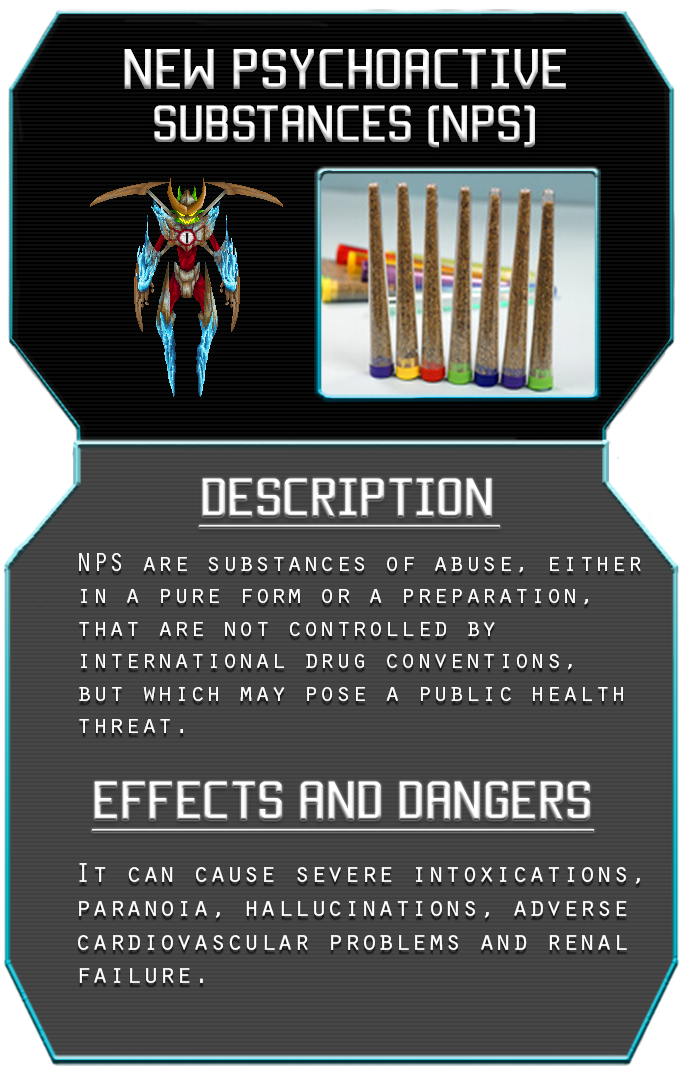 NEW PSYCHOACTIVE
SUBSTANCES (NPS)
DESCRIPTION
NPS ARE SUBSTANCES OF ABUSE, EITHER
IN A PURE FORM OR A PREPARATION,
THAT ARE NOT CONTROLLED BY
INTERNATIONAL DRUG CONVENTIONS,
BUT WHICH MAY POSE A PUBLIC HEALTH
THREAT.
EFFECTS AND DANGERS
IT CAN CAUSE SEVERE INTOXICATIONS,
PARANOIA, HALLUCINATIONS, ADVERSE
CARDIOVASCULAR PROBLEMS AND RENAL
FAILURE.